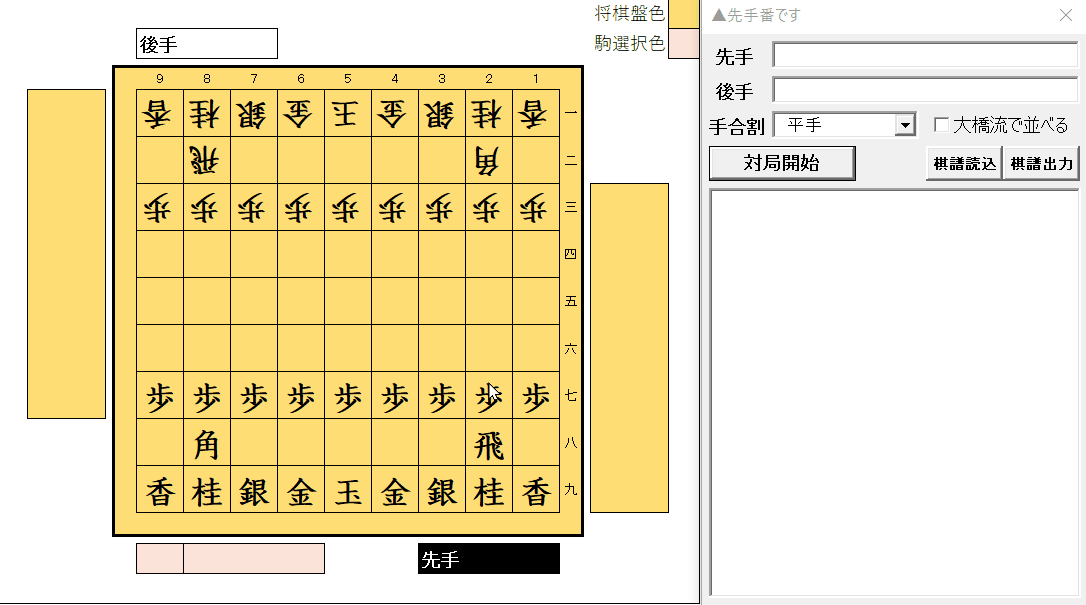 将棋盤色
駒選択色
後手
9 8 7 6 5 4 3 2 1
香 桂 銀 金 王 金 銀 桂 香 一
飛 角 二
歩 歩 歩 歩 歩 歩 歩 歩 歩 三
四
五
六
歩 歩 歩 歩 歩 歩 歩 歩 歩 七
角 飛 八
香 桂 銀 金 玉 金 銀 桂 香 九
先手
▲先手番です
先手
後手
手合割 平手 大橋流で並べる
対局開始 棋譜読込 棋譜出力